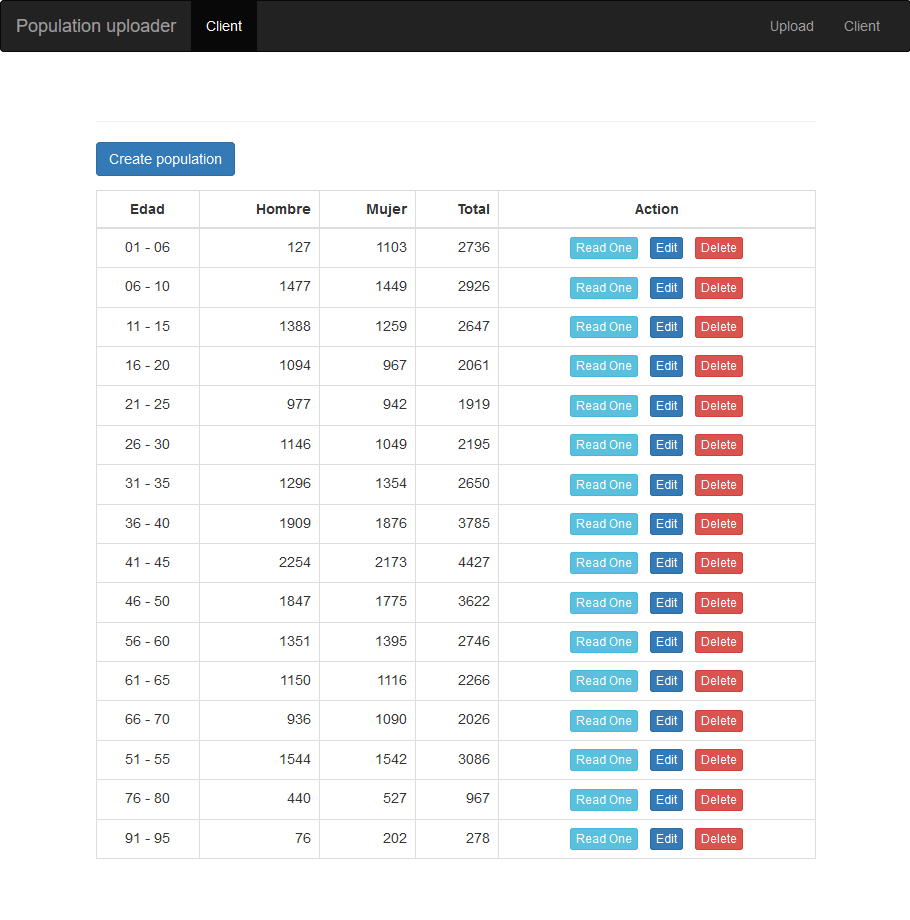 Population uploader Client Upload Client
Create population
Edad Hombre Mujer Total Action
01 - 06 127 1103 2736 Read One Edit Delete
06 - 10 1477 1449 2926 Read One Edit Delete
11 - 15 1388 1259 2647 Read One Edit Delete
16 - 20 1094 967 2061 Read One Edit Delete
21 - 25 977 942 1919 Read One Edit Delete
26 - 30 1146 1049 2195 Read One Edit Delete
31 - 35 1296 1354 2650 Read One Edit Delete
36 - 40 1909 1876 3785 Read One Edit Delete
41 - 45 2254 2173 4427 Read One Edit Delete
46 - 50 1847 1775 3622 Read One Edit Delete
56 - 60 1351 1395 2746 Read One Edit Delete
61 - 65 1150 1116 2266 Read One Edit Delete
66 - 70 936 1090 2026 Read One Edit Delete
51 - 55 1544 1542 3086 Read One Edit Delete
76 - 80 440 527 967 Read One Edit Delete
91 - 95 76 202 278 Read One Edit Delete